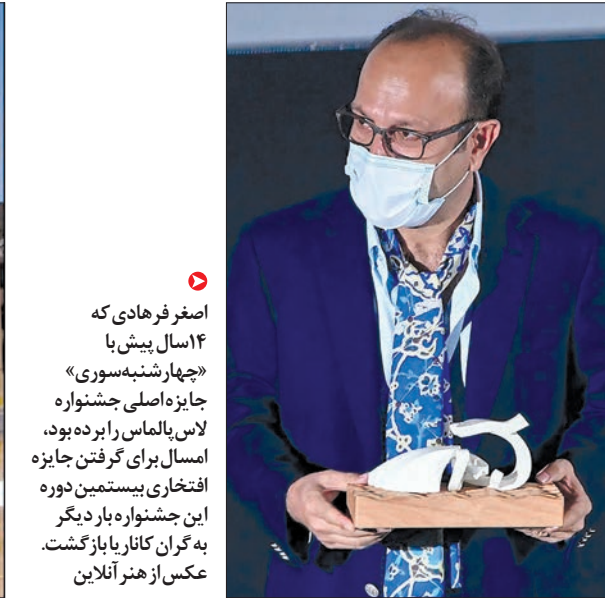 اصغر فرهادی که
۱۴سال پیش با
«چهارشنبه‌سوری»
جایزه اصلی جشنواره
لاس‌پالماس را برده بود،
امسال برای گرفتن جایزه
افتخاری بیستمین دوره
این جشنواره بار دیگر
به گران کاناریا بازگشت.
عکس از هنرآنلاین